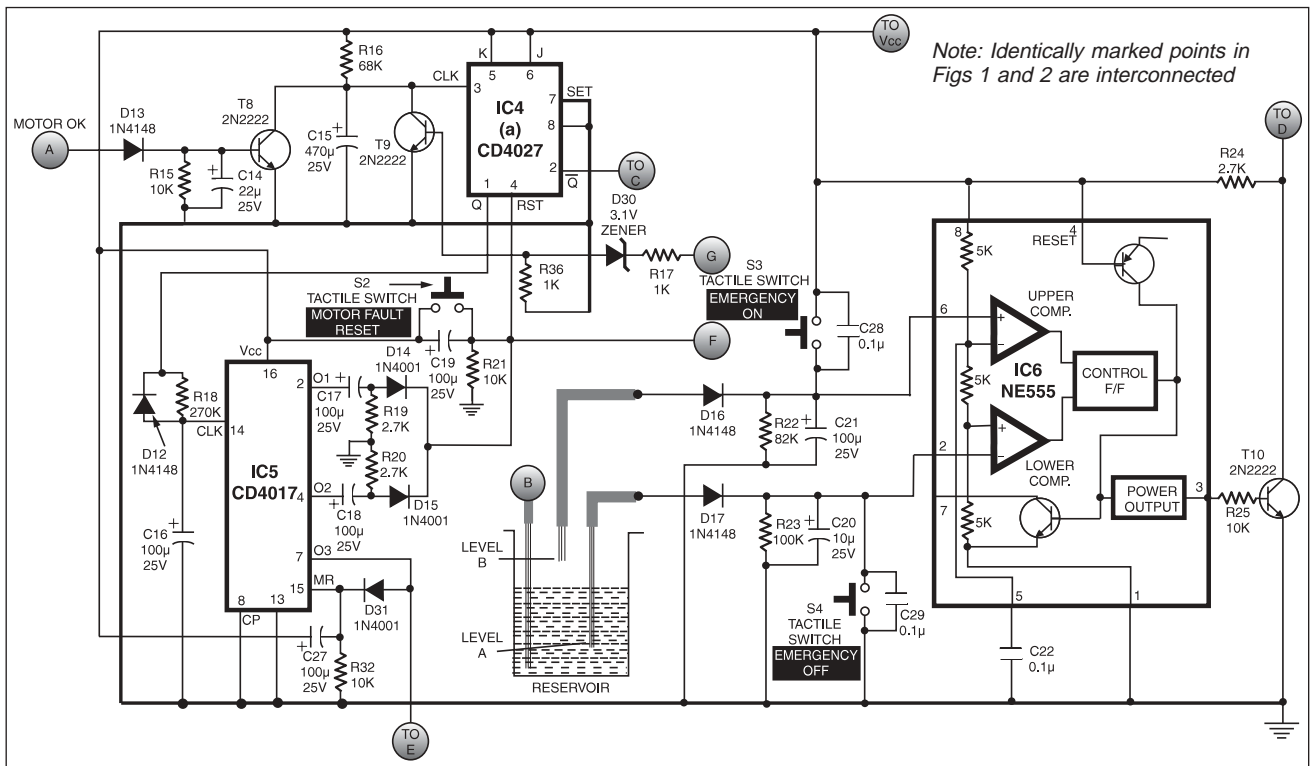 TO
Vcc
Note: Identically marked points in
Figs 1 and 2 are interconnected
TO
D
R16
68K
K
J
5
6
CLK
3
IC4
(a)
CD4027
7
SET
8
2
Q
TO
C
1
4
Q
RST
MOTOR OK
A
D13
1N4148
T8
2N2222
R15
10K
C14
22µ
25V
+
C15
470µ
25V
+
T9
2N2222
D30
3.1V
ZENER
R17
1K
G
R36
1K
S2
TACTILE SWITCH
MOTOR FAULT
RESET
S3
TACTILE SWITCH
EMERGENCY
ON
C28
0.1µ
F
R24
2.7K
8
4
RESET
5K
UPPER
COMP.
6
+
−
IC6
NE555
CONTROL
F/F
5K
2
+
−
LOWER
COMP.
7
5K
POWER
OUTPUT
3
R25
10K
T10
2N2222
5
1
C22
0.1µ
Vcc
16
D14
1N4001
C19
100µ
25V
+
R21
10K
R18
270K
D12
1N4148
CLK
14
IC5
CD4017
2
O1
C17
100µ
25V
+
R19
2.7K
R20
2.7K
4
O2
C18
100µ
25V
+
D15
1N4001
C16
100µ
25V
+
7
O3
15
MR
D31
1N4001
8
CP
13
C27
100µ
25V
+
R32
10K
TO
E
B
LEVEL
B
LEVEL
A
RESERVOIR
D16
1N4148
R22
82K
C21
100µ
25V
+
D17
1N4148
R23
100K
C20
10µ
25V
+
S4
TACTILE
SWITCH
EMERGENCY
OFF
C29
0.1µ